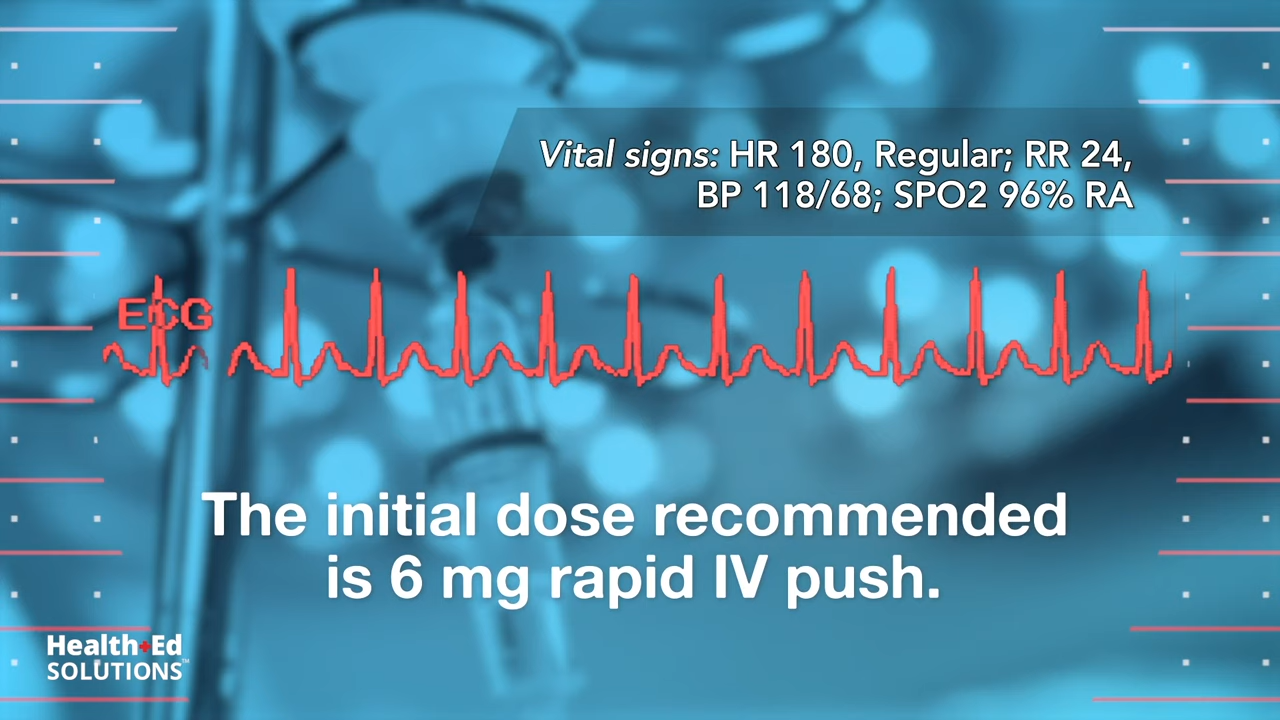 Vital signs: HR 180, Regular; RR 24,
BP 118/68; SPO2 96% RA
ECG
The initial dose recommended
is 6 mg rapid IV push.
Health+Ed
SOLUTIONS™